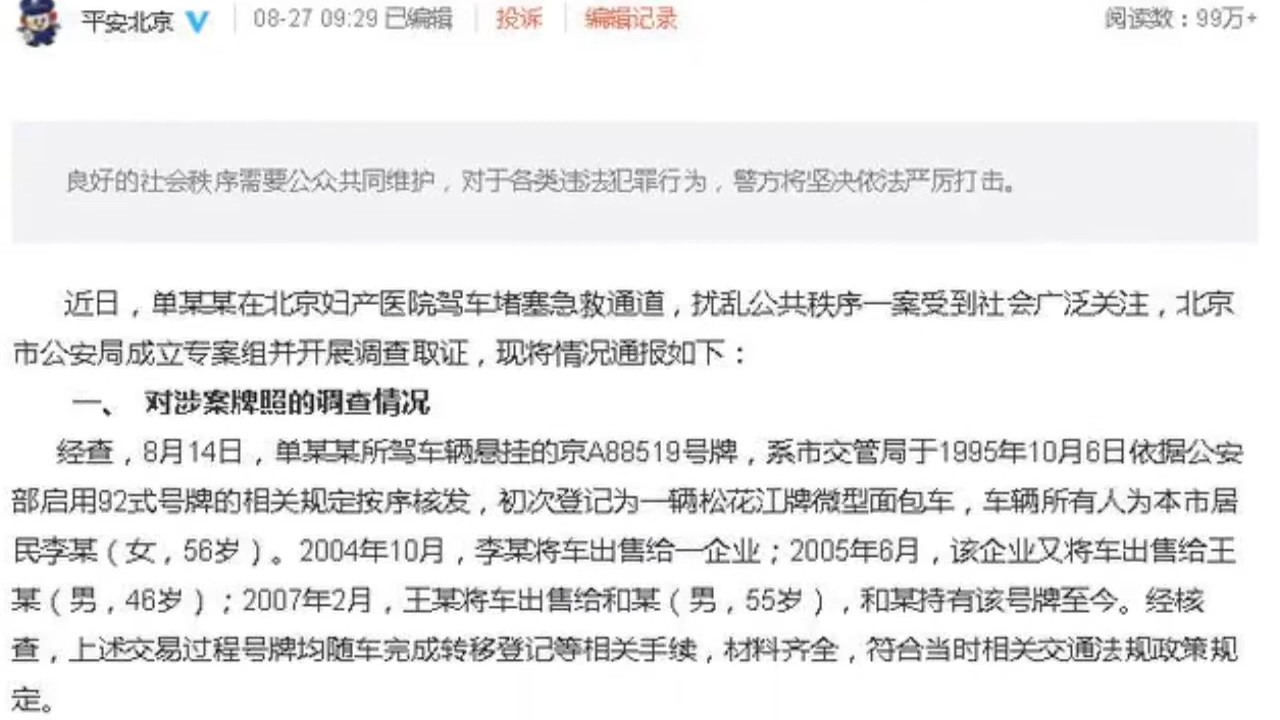 平安北京 08-27 09:29 已编辑 投诉 编辑记录 阅读数：99万+
良好的社会秩序需要公众共同维护，对于各类违法犯罪行为，警方将坚决依法严厉打击。
近日，单某某在北京妇产医院驾车堵塞急救通道，扰乱公共秩序一案受到社会广泛关注，北京
市公安局成立专案组并开展调查取证，现将情况通报如下：
一、 对涉案牌照的调查情况
经查，8月14日，单某某所驾车辆悬挂的京A88519号牌，系市交管局于1995年10月6日依据公安
部启用92式号牌的相关规定按序核发，初次登记为一辆松花江牌微型面包车，车辆所有人为本市居
民李某（女，56岁）。2004年10月，李某将车出售给一企业；2005年6月，该企业又将车出售给王
某（男，46岁）；2007年2月，王某将车出售给和某（男，55岁），和某持有该号牌至今。经核
查，上述交易过程号牌均随车完成转移登记等相关手续，材料齐全，符合当时相关交通法规政策规
定。